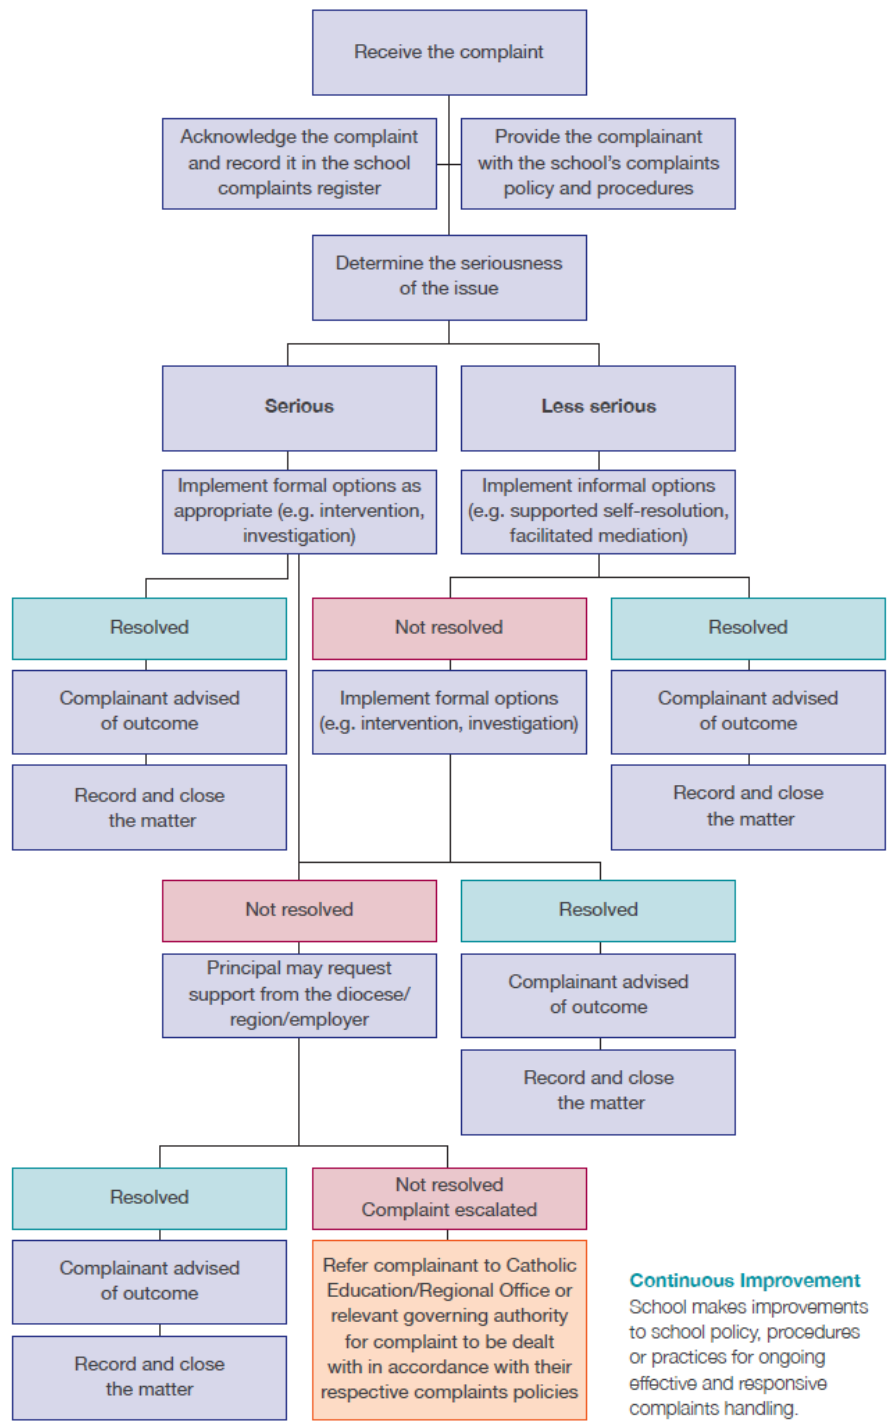 Receive the complaint
Acknowledge the complaint
and record it in the school
complaints register
Provide the complainant
with the school's complaints
policy and procedures
Determine the seriousness
of the issue
Serious
Less serious
Implement formal options as
appropriate (e.g. intervention,
investigation)
Implement informal options
(e.g. supported self-resolution,
facilitated mediation)
Resolved
Not resolved
Resolved
Complainant advised
of outcome
Implement formal options
(e.g. intervention, investigation)
Complainant advised
of outcome
Record and close
the matter
Record and close
the matter
Not resolved
Resolved
Principal may request
support from the diocese/
region/employer
Complainant advised
of outcome
Record and close
the matter
Resolved
Not resolved
Complaint escalated
Complainant advised
of outcome
Record and close
the matter
Refer complainant to Catholic
Education/Regional Office or
relevant governing authority
for complaint to be dealt
with in accordance with their
respective complaints policies
Continuous Improvement
School makes improvements
to school policy, procedures
or practices for ongoing
effective and responsive
complaints handling.